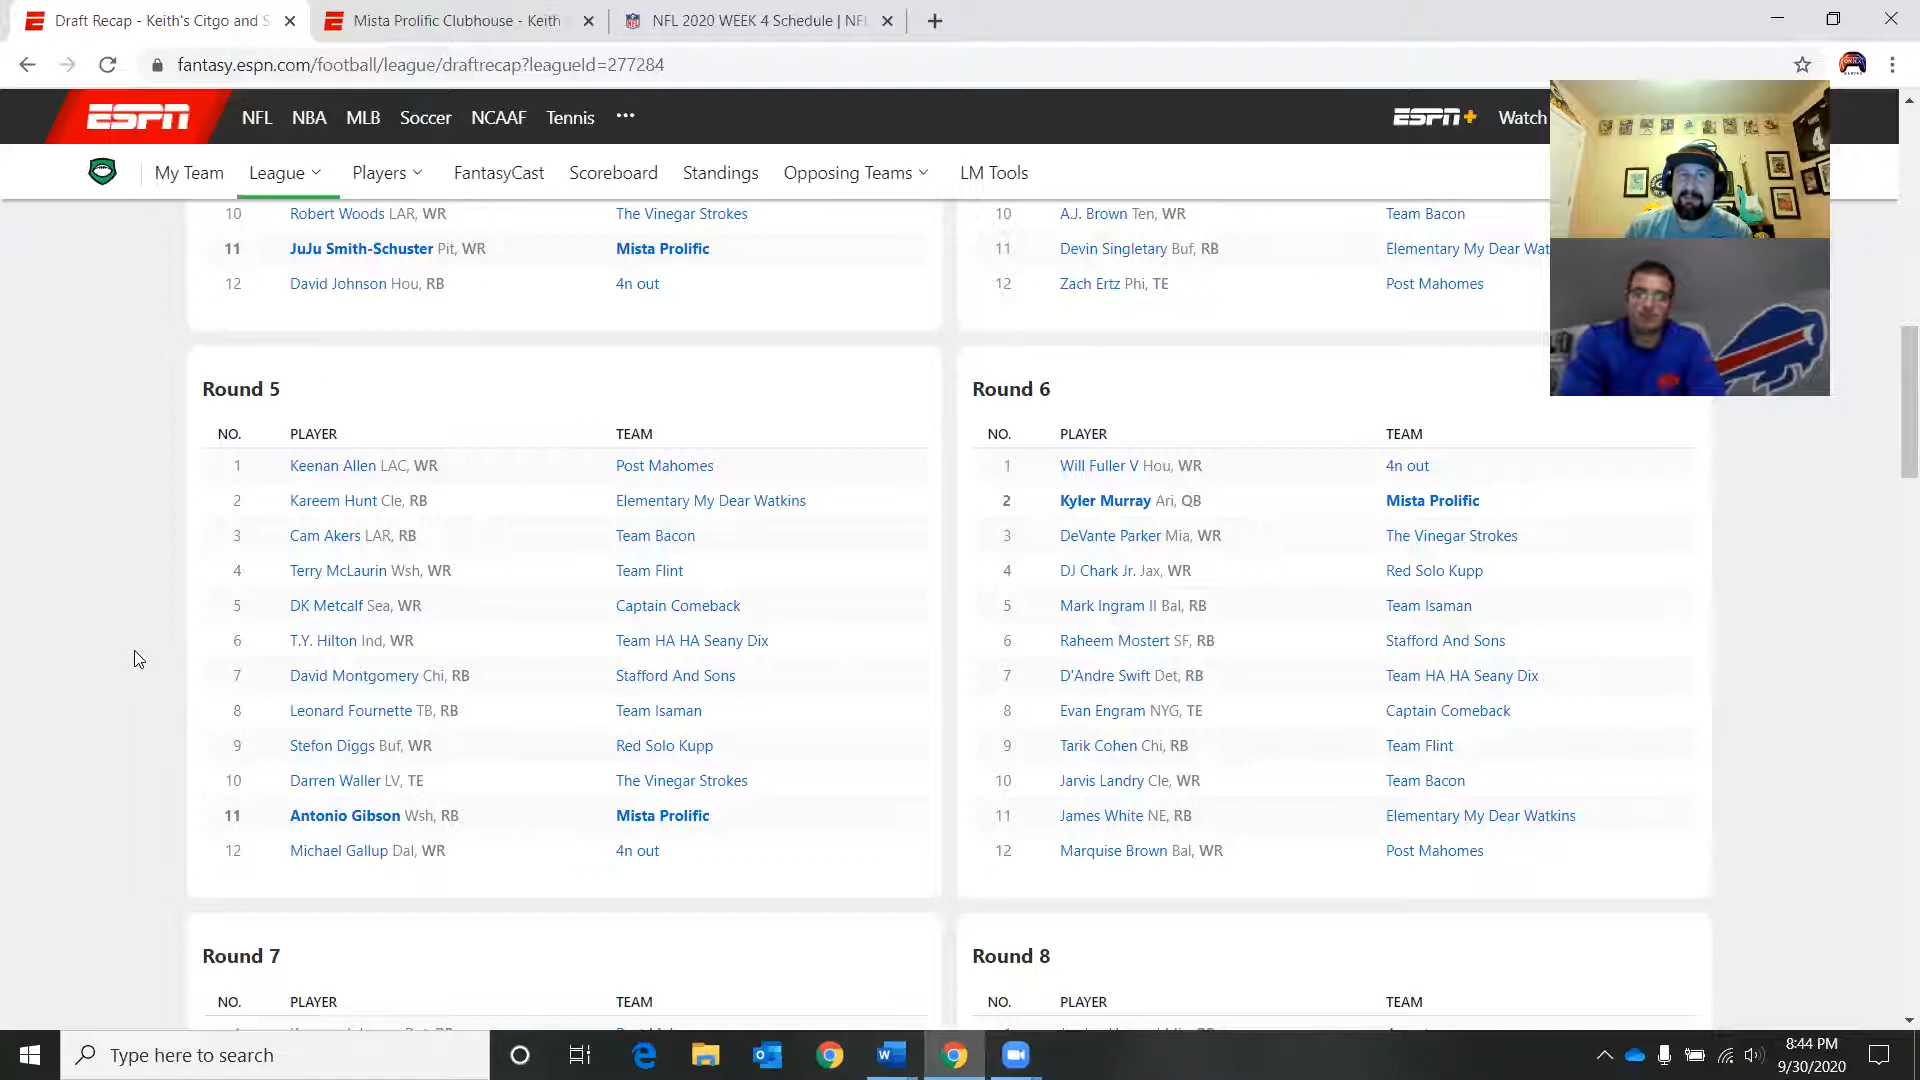 Draft Recap - Keith's Citgo and S
Mista Prolific Clubhouse - Keith
NFL 2020 WEEK 4 Schedule | NFL
fantasy.espn.com/football/league/draftrecap?leagueId=277284
ESPN NFL NBA MLB Soccer NCAAF Tennis ESPN+ Watch
My Team League Players FantasyCast Scoreboard Standings Opposing Teams LM Tools
10 Robert Woods LAR, WR The Vinegar Strokes
11 JuJu Smith-Schuster Pit, WR Mista Prolific
12 David Johnson Hou, RB 4n out
10 A.J. Brown Ten, WR Team Bacon
11 Devin Singletary Buf, RB Elementary My Dear Wat
12 Zach Ertz Phi, TE Post Mahomes
Round 5
NO. PLAYER TEAM
1 Keenan Allen LAC, WR Post Mahomes
2 Kareem Hunt Cle, RB Elementary My Dear Watkins
3 Cam Akers LAR, RB Team Bacon
4 Terry McLaurin Wsh, WR Team Flint
5 DK Metcalf Sea, WR Captain Comeback
6 T.Y. Hilton Ind, WR Team HA HA Seany Dix
7 David Montgomery Chi, RB Stafford And Sons
8 Leonard Fournette TB, RB Team Isaman
9 Stefon Diggs Buf, WR Red Solo Kupp
10 Darren Waller LV, TE The Vinegar Strokes
11 Antonio Gibson Wsh, RB Mista Prolific
12 Michael Gallup Dal, WR 4n out
Round 6
NO. PLAYER TEAM
1 Will Fuller V Hou, WR 4n out
2 Kyler Murray Ari, QB Mista Prolific
3 DeVante Parker Mia, WR The Vinegar Strokes
4 DJ Chark Jr. Jax, WR Red Solo Kupp
5 Mark Ingram II Bal, RB Team Isaman
6 Raheem Mostert SF, RB Stafford And Sons
7 D'Andre Swift Det, RB Team HA HA Seany Dix
8 Evan Engram NYG, TE Captain Comeback
9 Tarik Cohen Chi, RB Team Flint
10 Jarvis Landry Cle, WR Team Bacon
11 James White NE, RB Elementary My Dear Watkins
12 Marquise Brown Bal, WR Post Mahomes
Round 7
NO. PLAYER TEAM
Round 8
NO. PLAYER TEAM
Type here to search
8:44 PM
9/30/2020